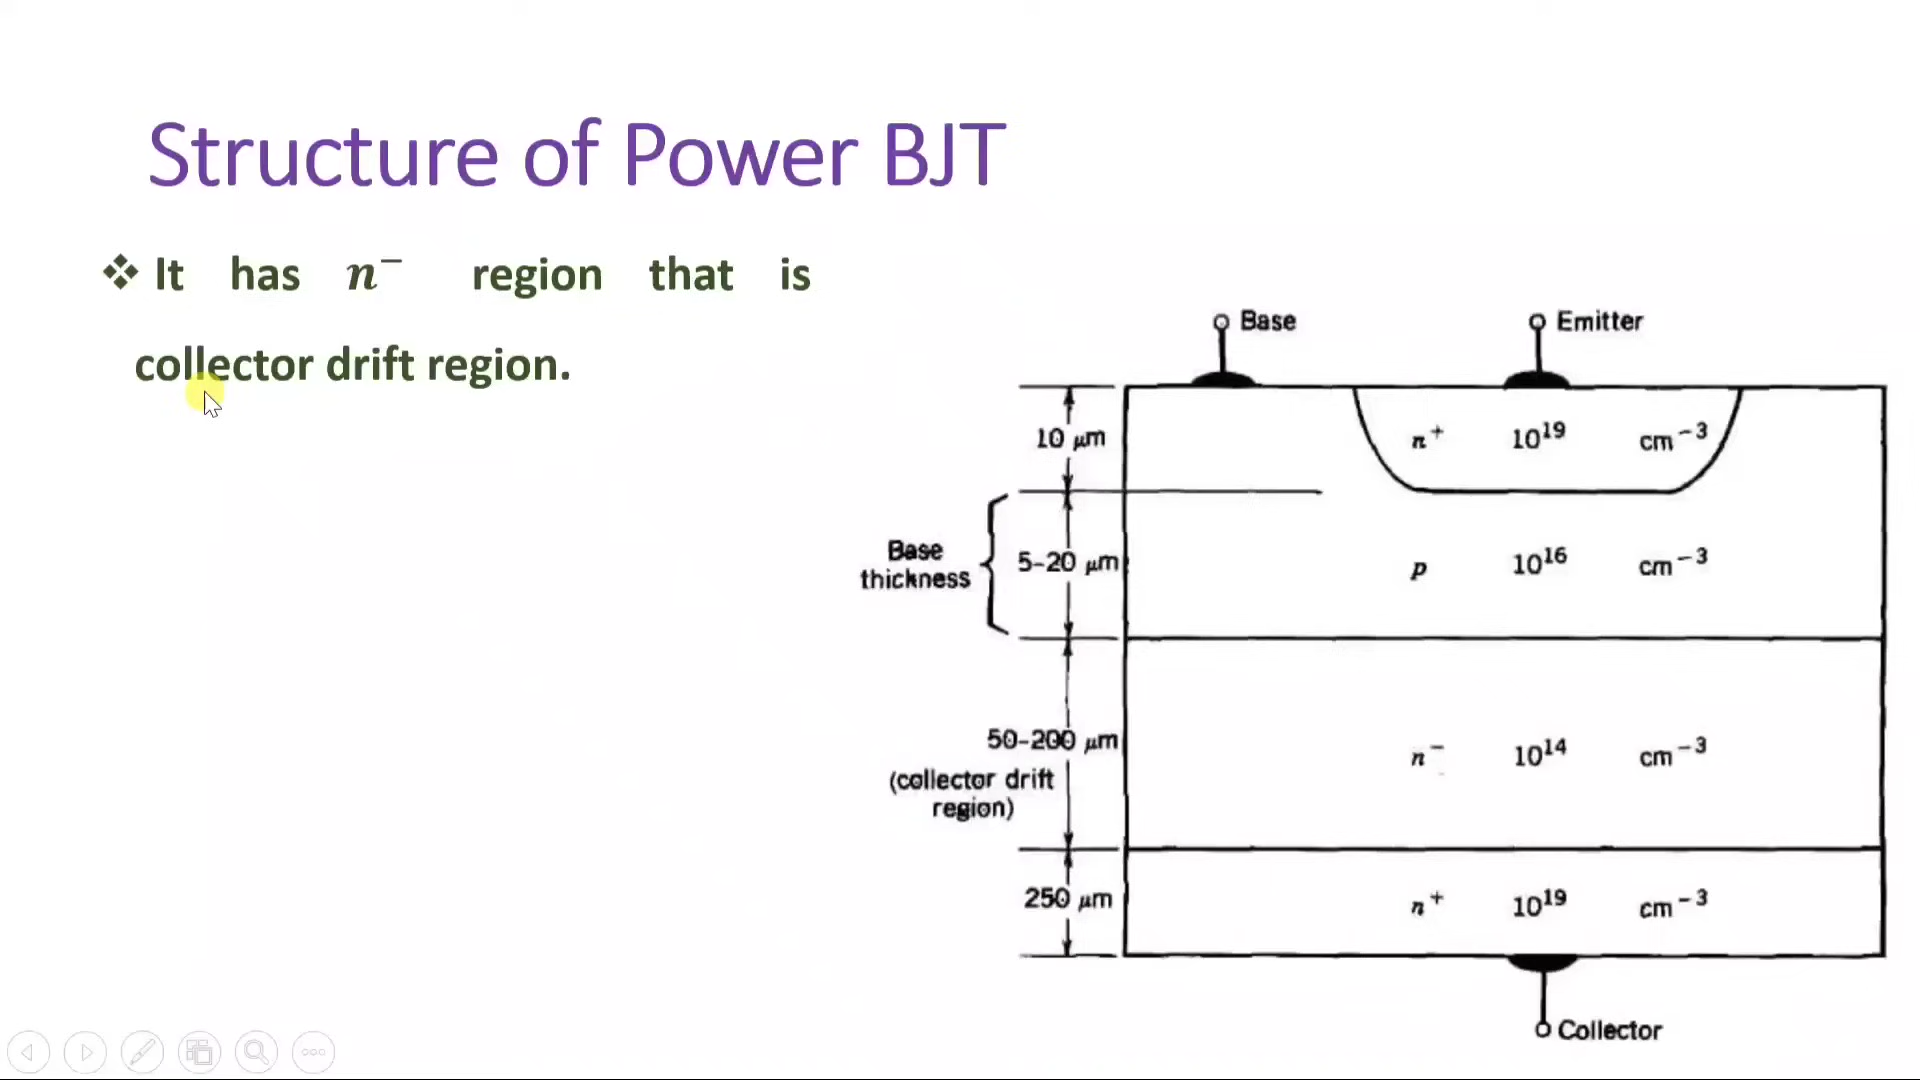 Structure of Power BJT
❖ It has n⁻ region that is
collector drift region.
Base
Emitter
10 μm
n⁺ 10¹⁹ cm⁻³
Base
thickness
5-20 μm
p 10¹⁶ cm⁻³
50-200 μm
(collector drift
region)
n⁻ 10¹⁴ cm⁻³
250 μm
n⁺ 10¹⁹ cm⁻³
Collector